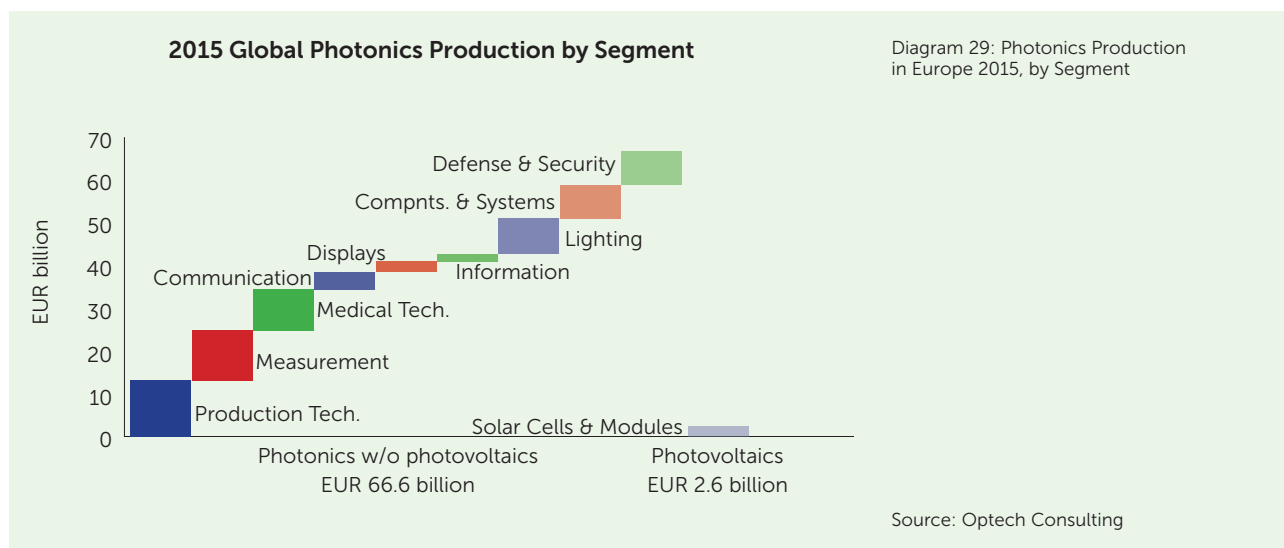 2015 Global Photonics Production by Segment
Diagram 29: Photonics Production
in Europe 2015, by Segment
EUR billion
70
60
50
40
30
20
10
0
Defense & Security
Compnts. & Systems
Lighting
Displays
Information
Communication
Medical Tech.
Measurement
Production Tech.
Solar Cells & Modules
Photonics w/o photovoltaics
EUR 66.6 billion
Photovoltaics
EUR 2.6 billion
Source: Optech Consulting